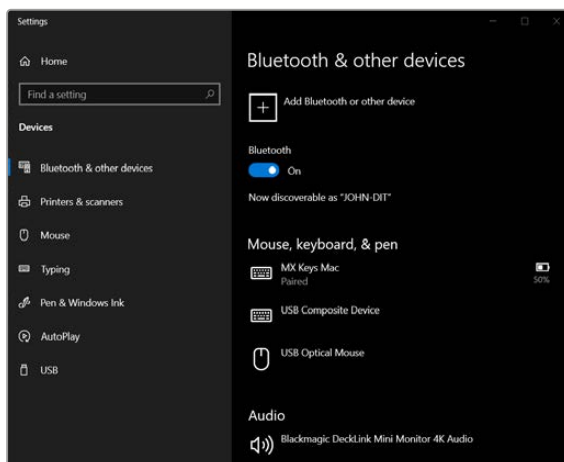 Settings
Home
Find a setting
Devices
Bluetooth & other devices
Printers & scanners
Mouse
Typing
Pen & Windows Ink
AutoPlay
USB
Bluetooth & other devices
Add Bluetooth or other device
Bluetooth
On
Now discoverable as "JOHN-DIT"
Mouse, keyboard, & pen
MX Keys Mac
Paired
50%
USB Composite Device
USB Optical Mouse
Audio
Blackmagic DeckLink Mini Monitor 4K Audio